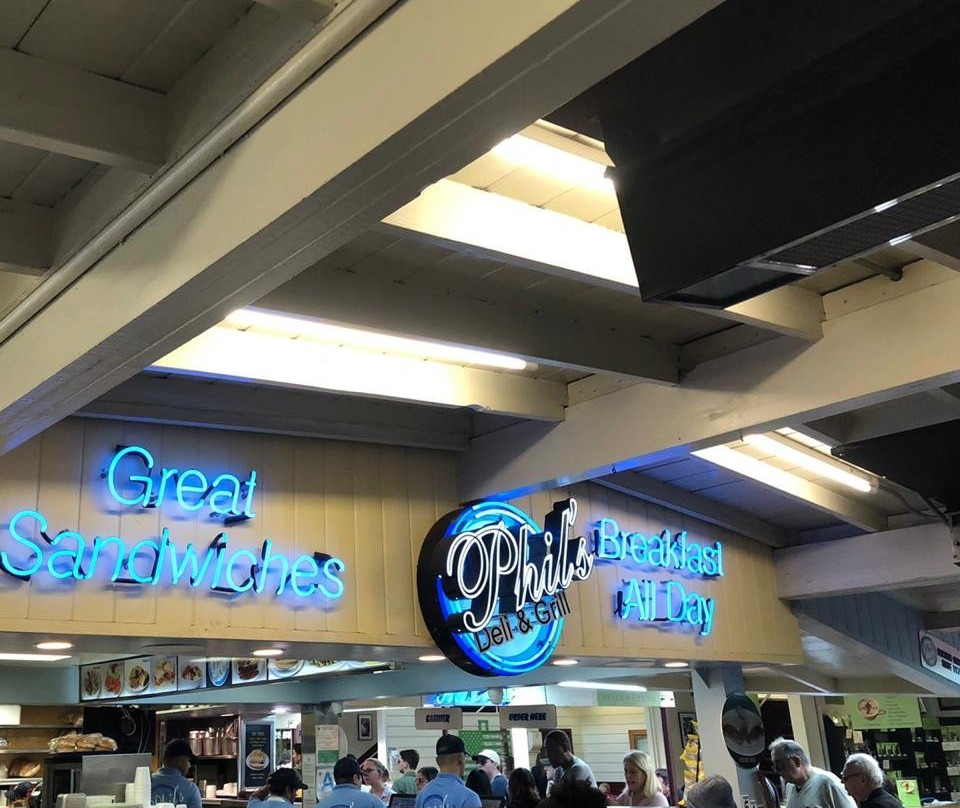 Great
Sandwiches
Phil's
Deli & Grill
Breakfast
All Day
ORDER HERE